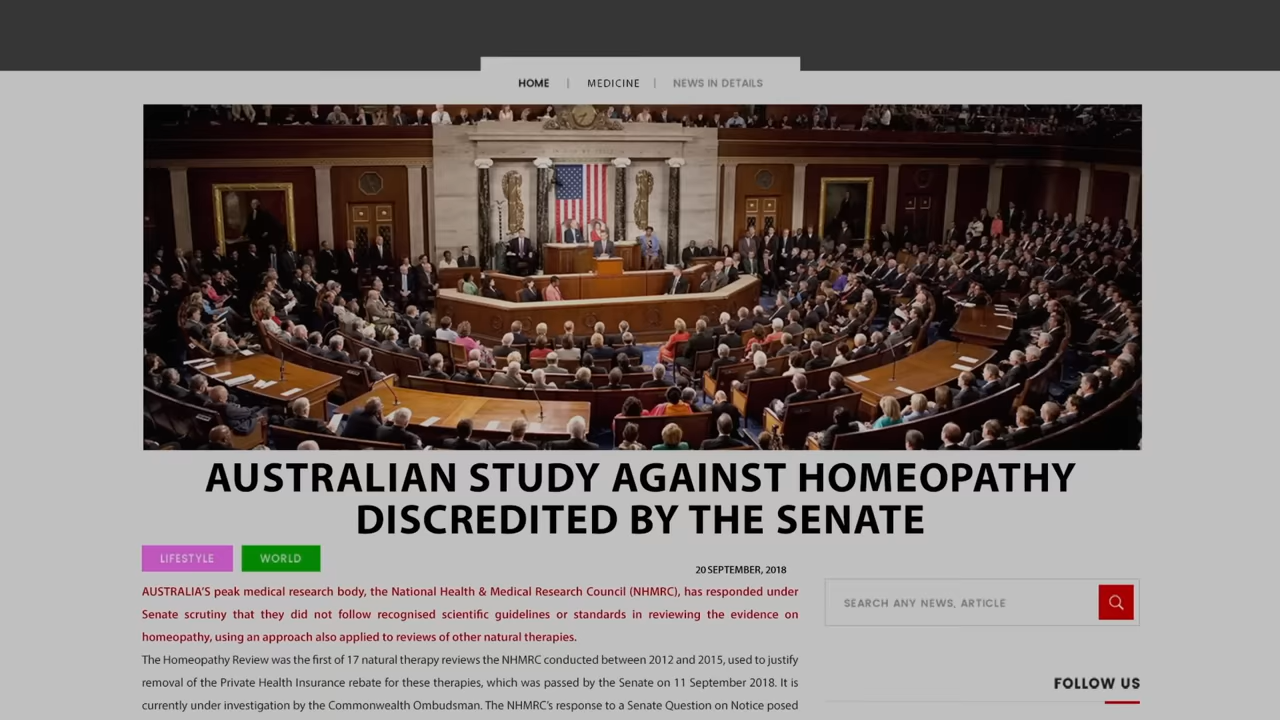 HOME | MEDICINE | NEWS IN DETAILS
AUSTRALIAN STUDY AGAINST HOMEOPATHY
DISCREDITED BY THE SENATE
LIFESTYLE WORLD
20 SEPTEMBER, 2018
AUSTRALIA'S peak medical research body, the National Health & Medical Research Council (NHMRC), has responded under
Senate scrutiny that they did not follow recognised scientific guidelines or standards in reviewing the evidence on
homeopathy, using an approach also applied to reviews of other natural therapies.
The Homeopathy Review was the first of 17 natural therapy reviews the NHMRC conducted between 2012 and 2015, used to justify
removal of the Private Health Insurance rebate for these therapies, which was passed by the Senate on 11 September 2018. It is
currently under investigation by the Commonwealth Ombudsman. The NHMRC's response to a Senate Question on Notice posed
SEARCH ANY NEWS, ARTICLE
FOLLOW US